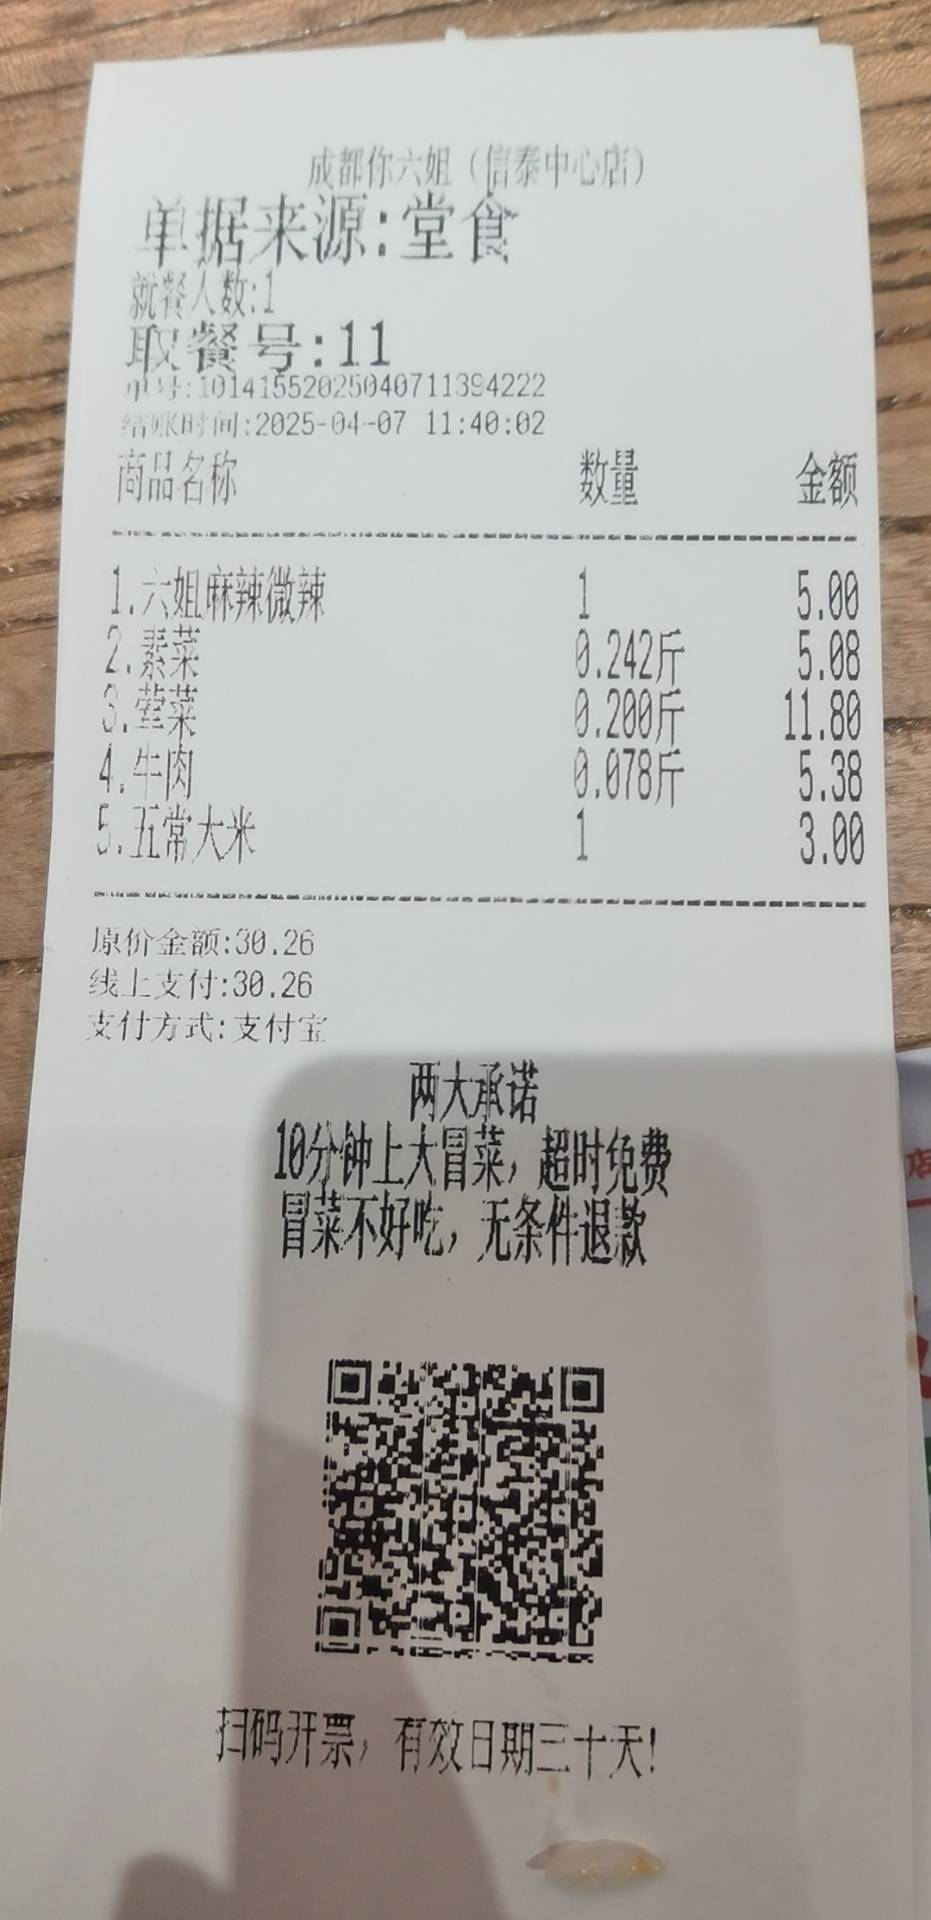 成都你六姐（信泰中心店）
单据来源:堂食
就餐人数:1
取餐号:11
单号:10141552025040711394222
结账时间:2025-04-07 11:40:02
商品名称 数量 金额
1.六姐麻辣微辣 1 5.00
2.素菜 0.242斤 5.08
3.荤菜 0.200斤 11.80
4.牛肉 0.078斤 5.38
5.五常大米 1 3.00
原价金额:30.26
线上支付:30.26
支付方式:支付宝
两大承诺
10分钟上大冒菜，超时免费
冒菜不好吃，无条件退款
扫码开票，有效日期三十天!
店